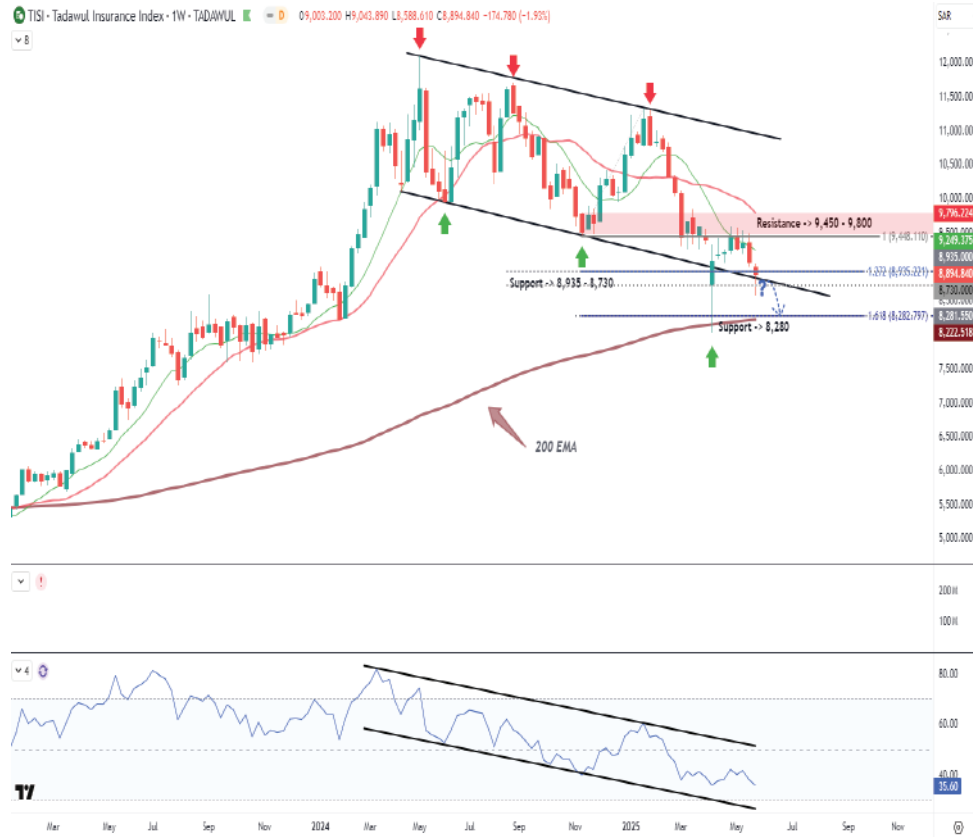 TISI · Tadawul Insurance Index · 1W · TADAWUL D O9,003.200 H9,043.890 L8,588.610 C8,894.840 −174.780 (−1.93%)
SAR
8
12,000.000
11,500.000
11,000.000
10,500.000
10,000.000
9,796.224
Resistance -> 9,450 - 9,800
1 (9,448.110)
9,249.375
8,935.000
1.272 (8,935.221)
8,894.840
Support -> 8,935 - 8,730
?
8,730.000
8,281.550
1.618 (8,282.797)
Support -> 8,280
8,222.518
7,500.000
7,000.000
6,500.000
200 EMA
6,000.000
5,500.000
5,000.000
!
200 M
100 M
4
80.00
60.00
40.00
35.60
TV
Mar May Jul Sep Nov 2024 Mar May Jul Sep Nov 2025 Mar May Jul Sep Nov